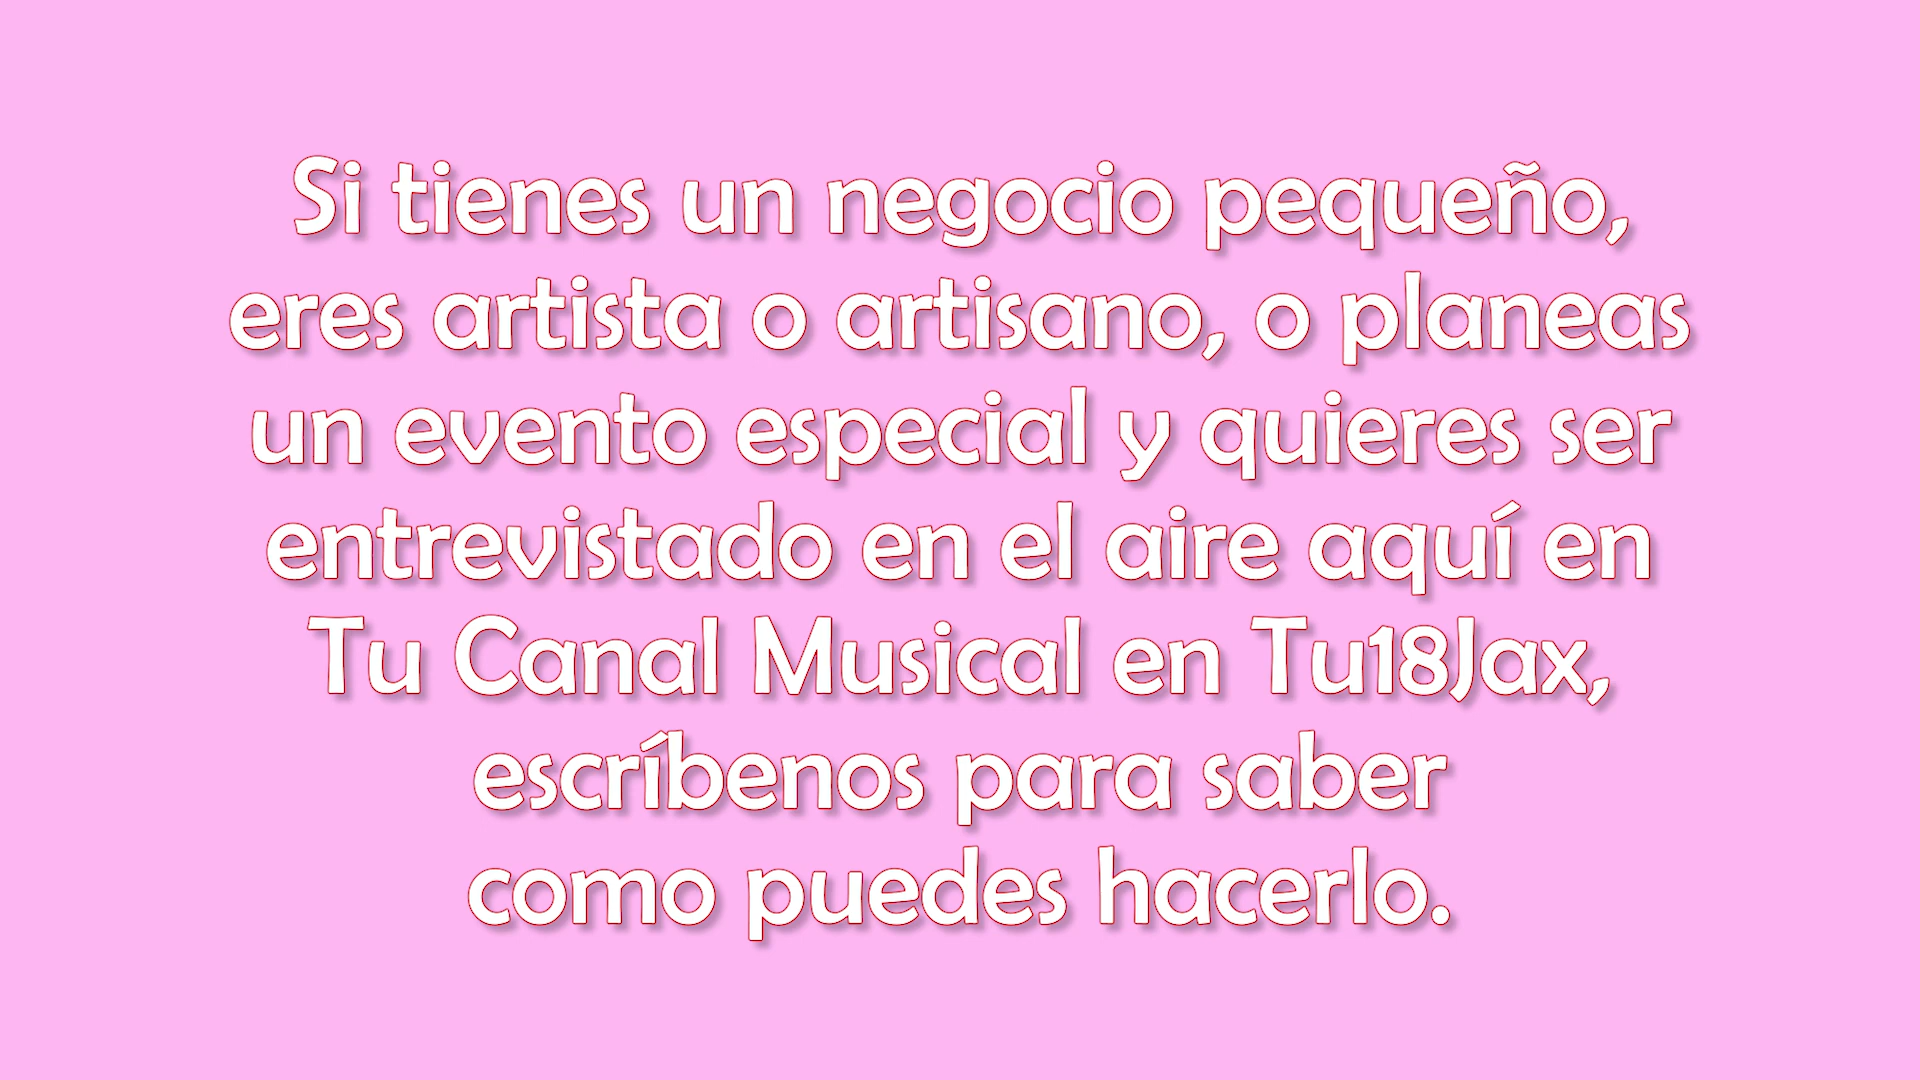 Si tienes un negocio pequeño,
eres artista o artisano, o planeas
un evento especial y quieres ser
entrevistado en el aire aquí en
Tu Canal Musical en Tu18Jax,
escríbenos para saber
como puedes hacerlo.